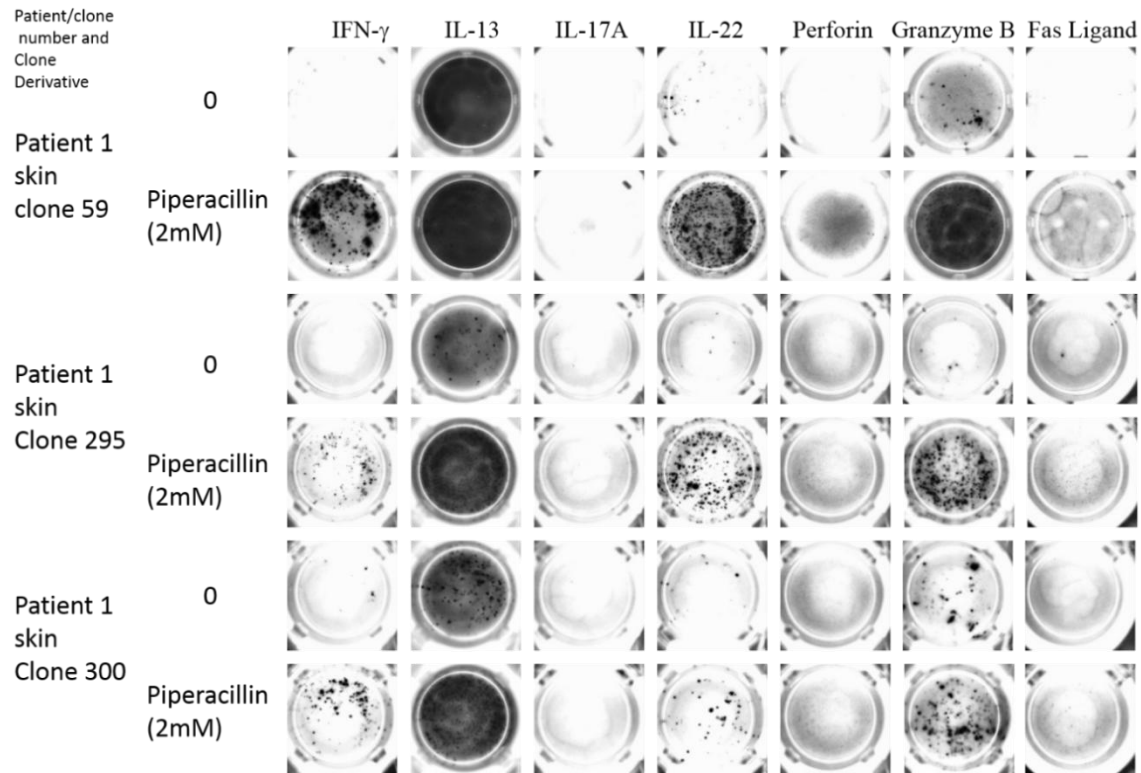 Patient/clone
number and
Clone
Derivative
IFN-γ IL-13 IL-17A IL-22 Perforin Granzyme B Fas Ligand
0
Patient 1
skin
clone 59
Piperacillin
(2mM)
0
Patient 1
skin
Clone 295
Piperacillin
(2mM)
0
Patient 1
skin
Clone 300
Piperacillin
(2mM)